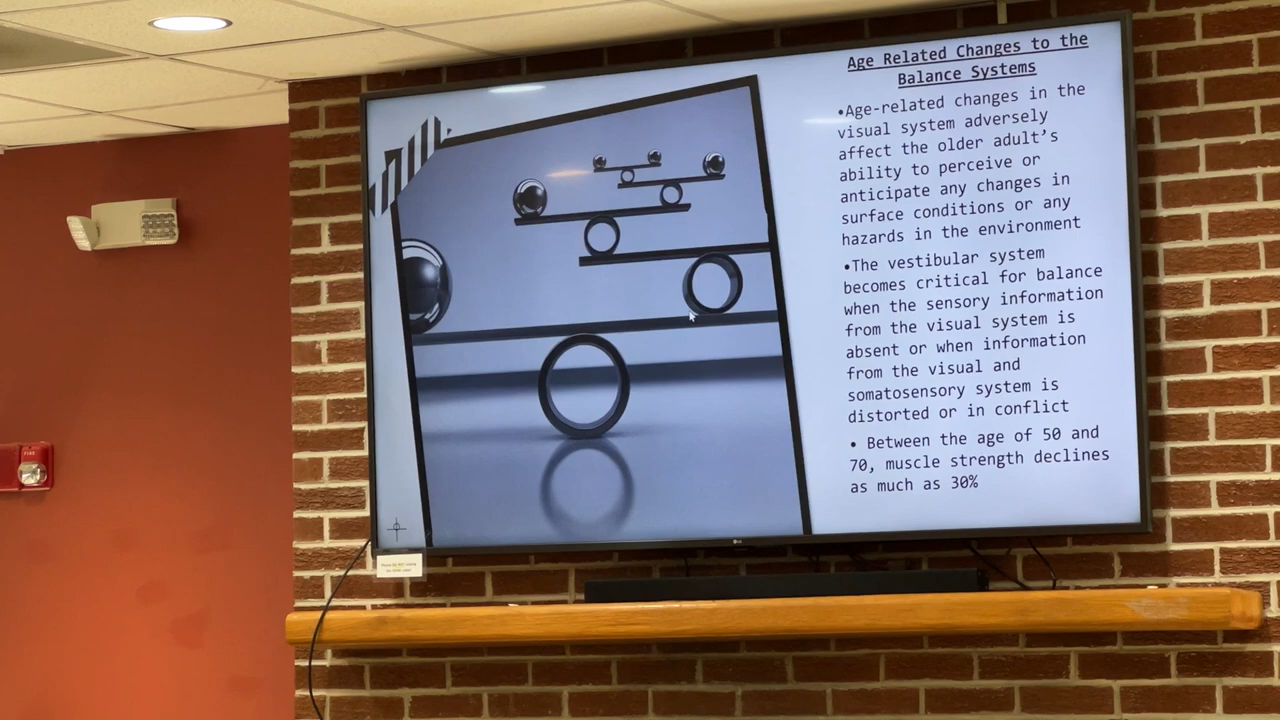 Age Related Changes to the
Balance Systems
•Age-related changes in the
visual system adversely
affect the older adult’s
ability to perceive or
anticipate any changes in
surface conditions or any
hazards in the environment
•The vestibular system
becomes critical for balance
when the sensory information
from the visual system is
absent or when information
from the visual and
somatosensory system is
distorted or in conflict
• Between the age of 50 and
70, muscle strength declines
as much as 30%
FIRE
LG